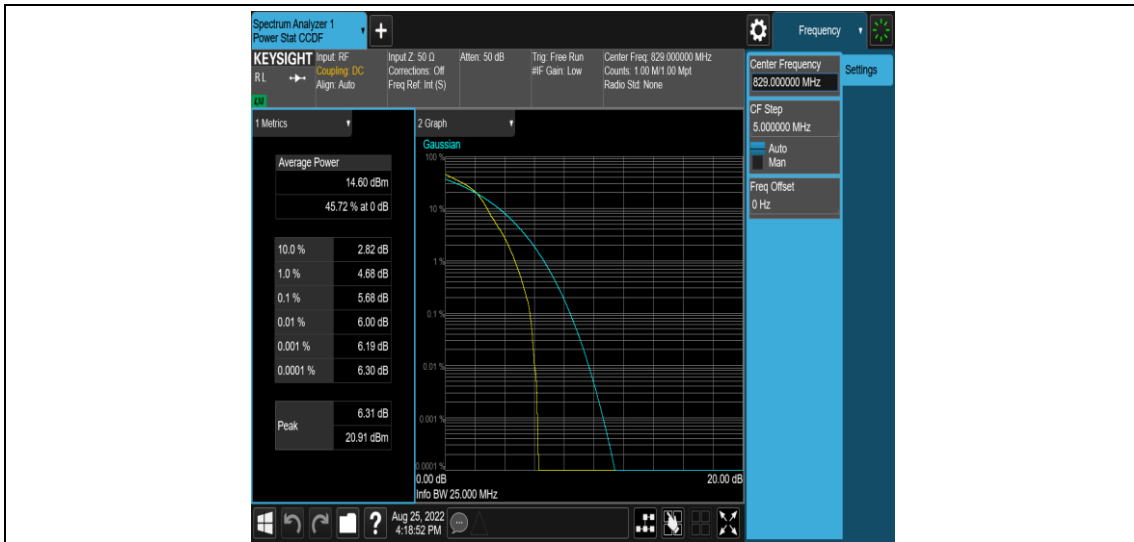 Spectrum Analyzer 1
Power Stat CCDF
+
Frequency
KEYSIGHT
RL
LXI
Input: RF
Coupling: DC
Align: Auto
Input Z: 50 Ω
Corrections: Off
Freq Ref: Int (S)
Atten: 50 dB
Trig: Free Run
#IF Gain: Low
Center Freq: 829.000000 MHz
Counts: 1.00 M/1.00 Mpt
Radio Std: None
Center Frequency
829.000000 MHz
Settings
CF Step
5.000000 MHz
Auto
Man
Freq Offset
0 Hz
1 Metrics
Average Power
14.60 dBm
45.72 % at 0 dB
10.0 % 2.82 dB
1.0 % 4.68 dB
0.1 % 5.68 dB
0.01 % 6.00 dB
0.001 % 6.19 dB
0.0001 % 6.30 dB
Peak
6.31 dB
20.91 dBm
2 Graph
Gaussian
100 %
10 %
1 %
0.1 %
0.01 %
0.001 %
0.0001 %
0.00 dB 20.00 dB
Info BW 25.000 MHz
?
Aug 25, 2022
4:18:52 PM